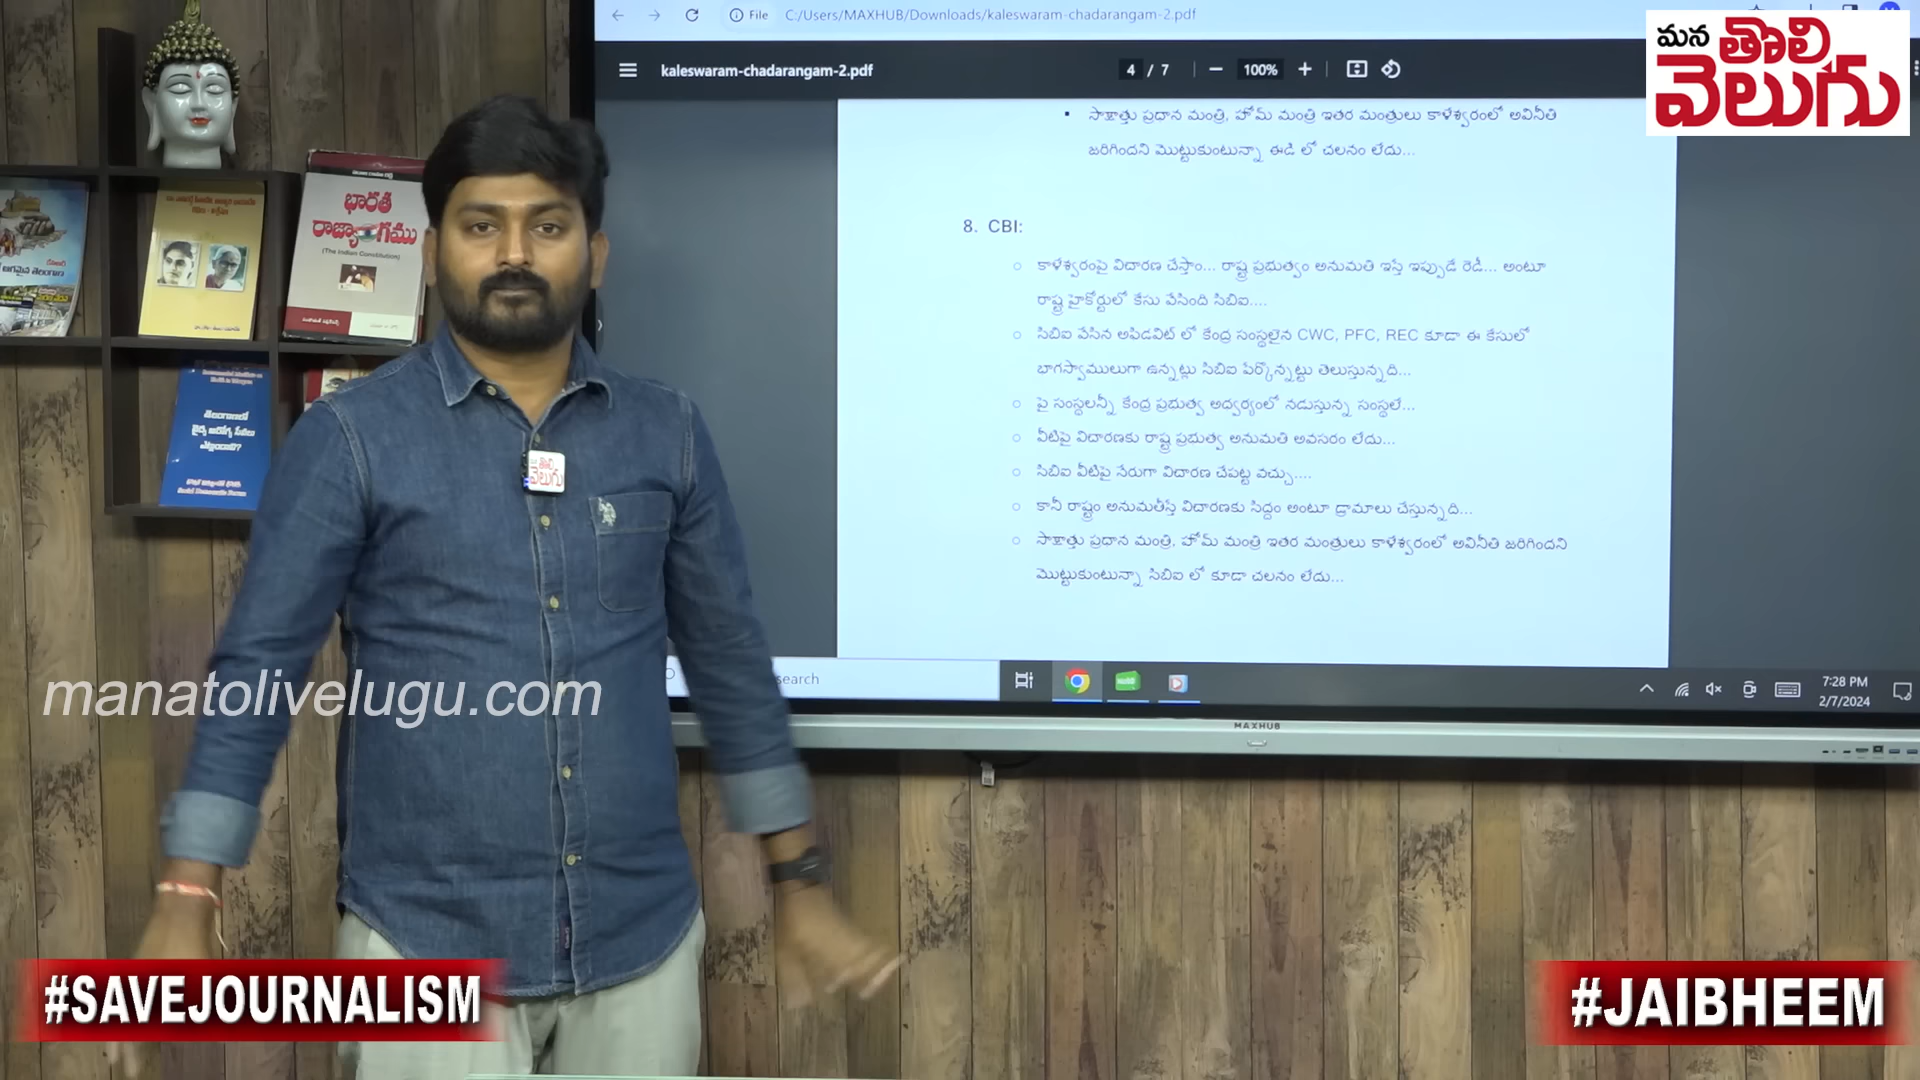 File C:/Users/MAXHUB/Downloads/kaleswaram-chadarangam-2.pdf
kaleswaram-chadarangam-2.pdf
4 / 7
100%
మన
తొలి
వెలుగు
సాక్షాత్తు ప్రదాన మంత్రి, హోమ్ మంత్రి ఇతర మంత్రులు కాళేశ్వరంలో అవినీతి
జరిగిందని మొట్టుకుంటున్నా ఈడి లో చలనం లేదు...
8. CBI:
కాళేశ్వరంపై విచారణ చేస్తాం... రాష్ట్ర ప్రభుత్వం అనుమతి ఇస్తే ఇప్పుడే రెడీ... అంటూ
రాష్ట్ర హైకోర్టులో కేసు వేసింది సిబిఐ....
సిబిఐ వేసిన అఫిడవిట్ లో కేంద్ర సంస్థలైన CWC, PFC, REC కూడా ఈ కేసులో
భాగస్వాములుగా ఉన్నట్లు సిబిఐ పేర్కొన్నట్టు తెలుస్తున్నది...
పై సంస్థలన్నీ కేంద్ర ప్రభుత్వ అధ్వర్యంలో నడుస్తున్న సంస్థలే...
వీటిపై విచారణకు రాష్ట్ర ప్రభుత్వ అనుమతి అవసరం లేదు...
సిబిఐ వీటిపై నేరుగా విచారణ చేపట్ట వచ్చు....
కానీ రాష్ట్రం అనుమతిస్తే విచారణకు సిద్దం అంటూ డ్రామాలు చేస్తున్నది...
సాక్షాత్తు ప్రదాన మంత్రి, హోమ్ మంత్రి ఇతర మంత్రులు కాళేశ్వరంలో అవినీతి జరిగిందని
మొట్టుకుంటున్నా సిబిఐ లో కూడా చలనం లేదు...
search
7:28 PM
2/7/2024
MAXHUB
భారత
రాజ్యాంగము
(The Indian Constitution)
తెలంగాణలో
తొలి
వెలుగు
manatolivelugu.com
#SAVEJOURNALISM
#JAIBHEEM